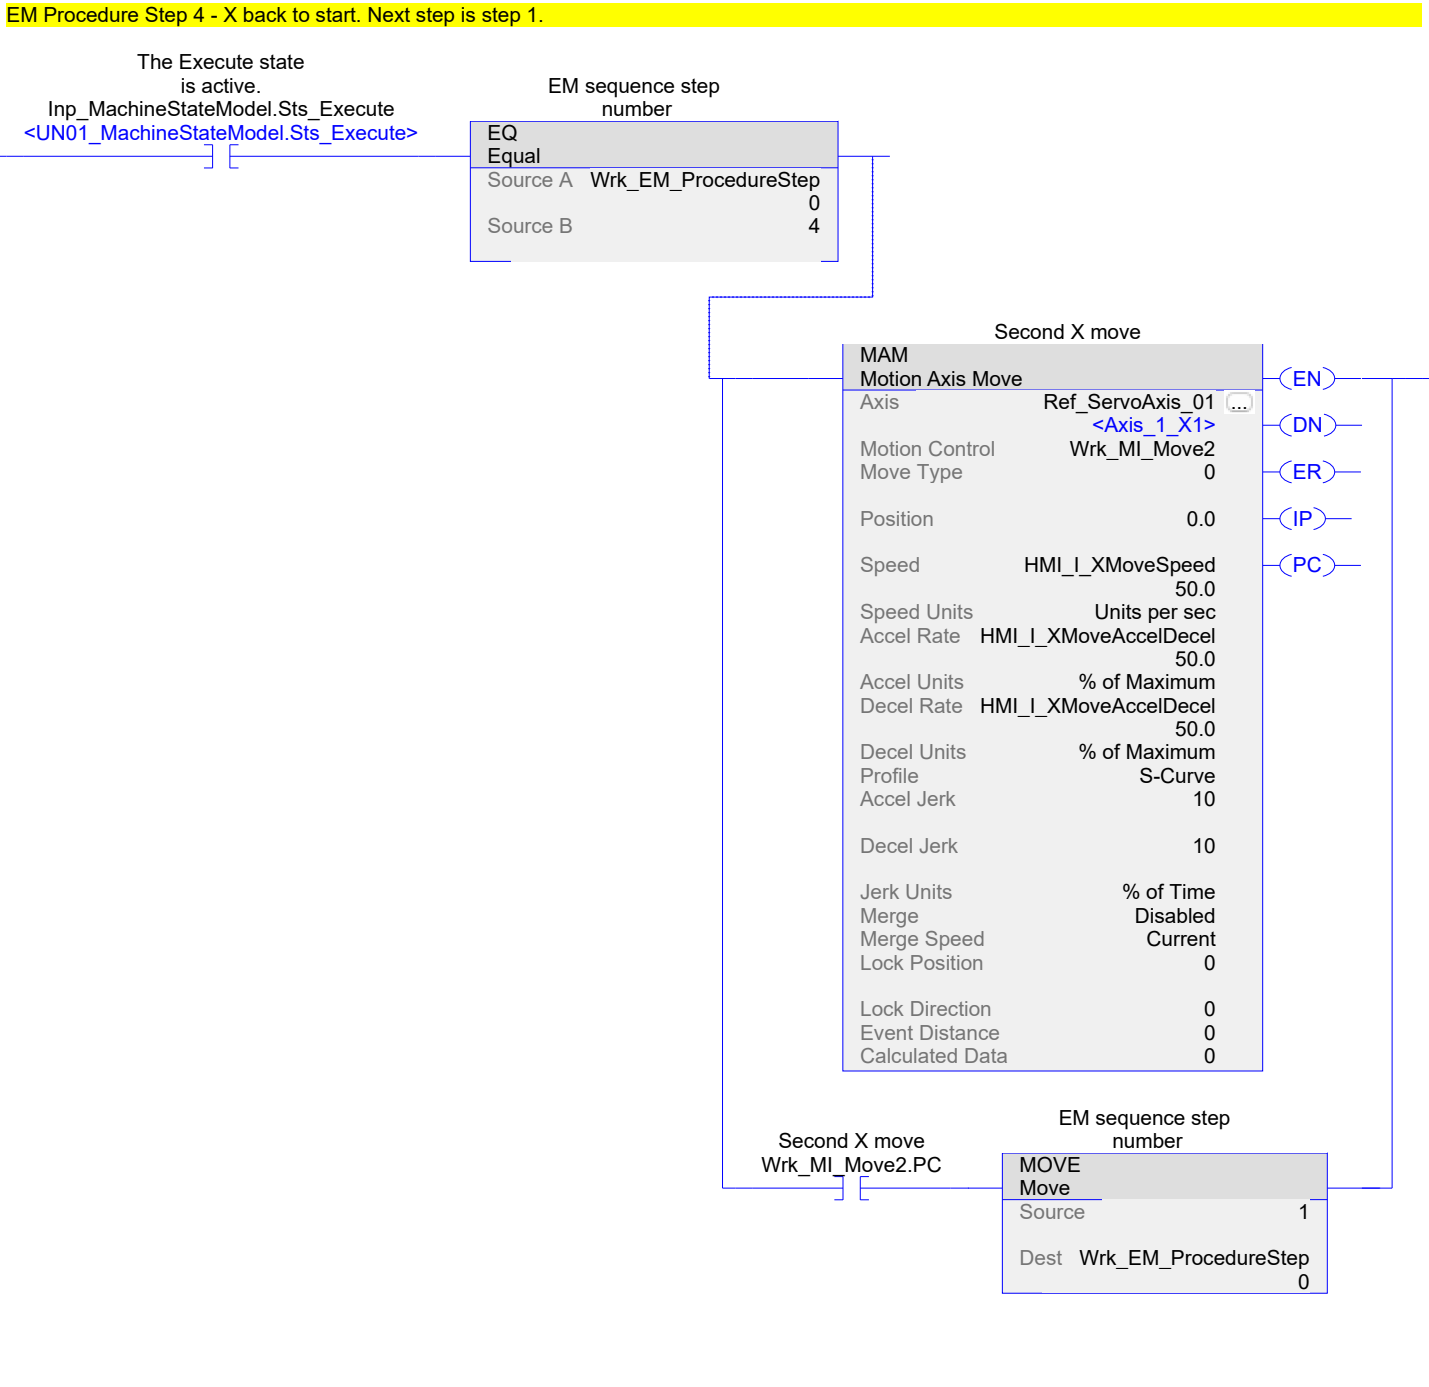 EM Procedure Step 4 - X back to start. Next step is step 1.
The Execute state
is active.
Inp_MachineStateModel.Sts_Execute
<UN01_MachineStateModel.Sts_Execute>
EM sequence step
number
EQ
Equal
Source A Wrk_EM_ProcedureStep
0
Source B 4
Second X move
MAM
Motion Axis Move
Axis Ref_ServoAxis_01 ...
<Axis_1_X1>
Motion Control Wrk_MI_Move2
Move Type 0
Position 0.0
Speed HMI_I_XMoveSpeed
50.0
Speed Units Units per sec
Accel Rate HMI_I_XMoveAccelDecel
50.0
Accel Units % of Maximum
Decel Rate HMI_I_XMoveAccelDecel
50.0
Decel Units % of Maximum
Profile S-Curve
Accel Jerk 10
Decel Jerk 10
Jerk Units % of Time
Merge Disabled
Merge Speed Current
Lock Position 0
Lock Direction 0
Event Distance 0
Calculated Data 0
EN
DN
ER
IP
PC
Second X move
Wrk_MI_Move2.PC
EM sequence step
number
MOVE
Move
Source 1
Dest Wrk_EM_ProcedureStep
0